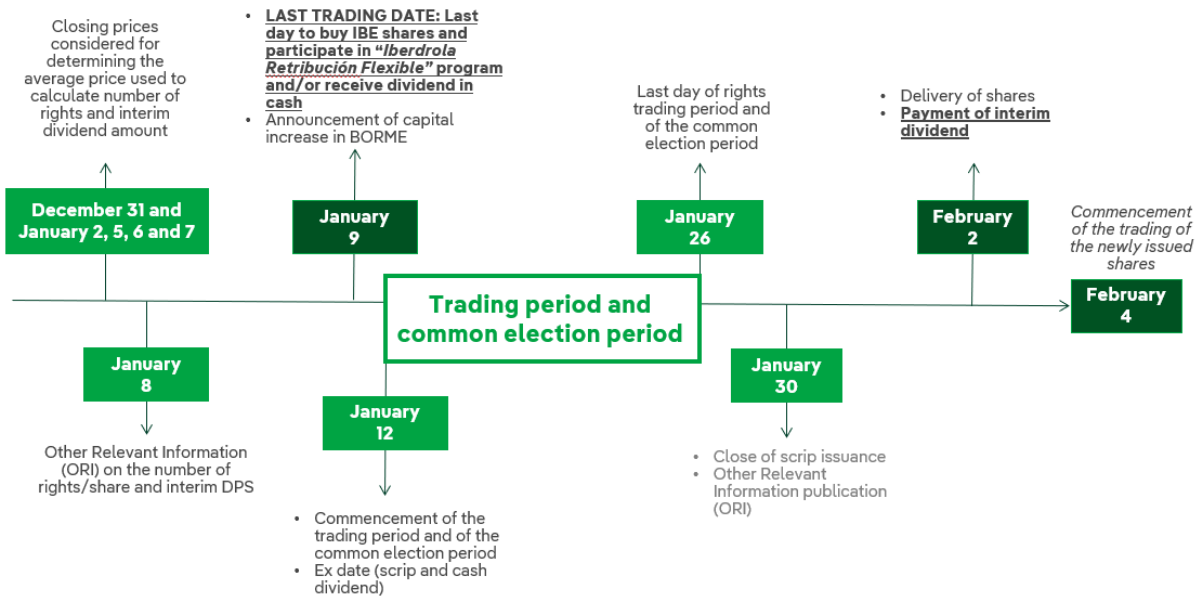 Closing prices
considered for
determining the
average price used to
calculate number of
rights and interim
dividend amount
December 31 and
January 2, 5, 6 and 7
• LAST TRADING DATE: Last
day to buy IBE shares and
participate in “Iberdrola
Retribución Flexible” program
and/or receive dividend in
cash
• Announcement of capital
increase in BORME
January
9
Last day of rights
trading period and
of the common
election period
January
26
• Delivery of shares
• Payment of interim
dividend
February
2
Commencement
of the trading of
the newly issued
shares
February
4
Trading period and
common election period
January
8
Other Relevant Information
(ORI) on the number of
rights/share and interim DPS
January
12
• Commencement of the
trading period and of the
common election period
• Ex date (scrip and cash
dividend)
January
30
• Close of scrip issuance
• Other Relevant
Information publication
(ORI)